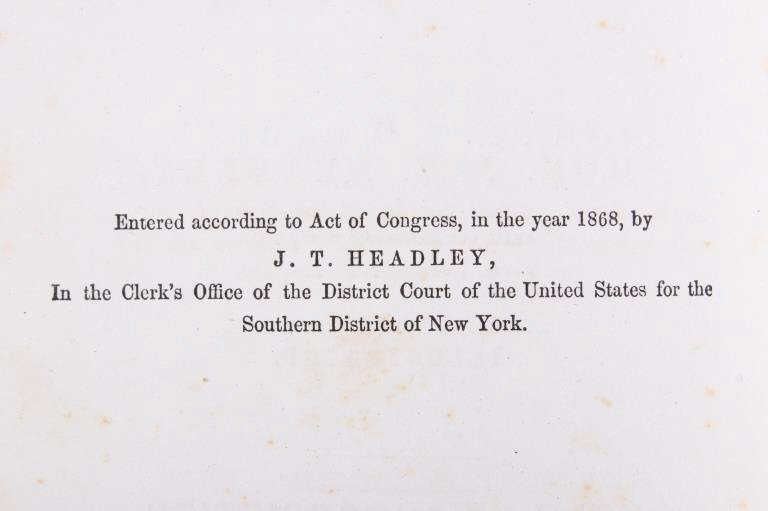 Entered according to Act of Congress, in the year 1868, by
J. T. HEADLEY,
In the Clerk's Office of the District Court of the United States for the
Southern District of New York.